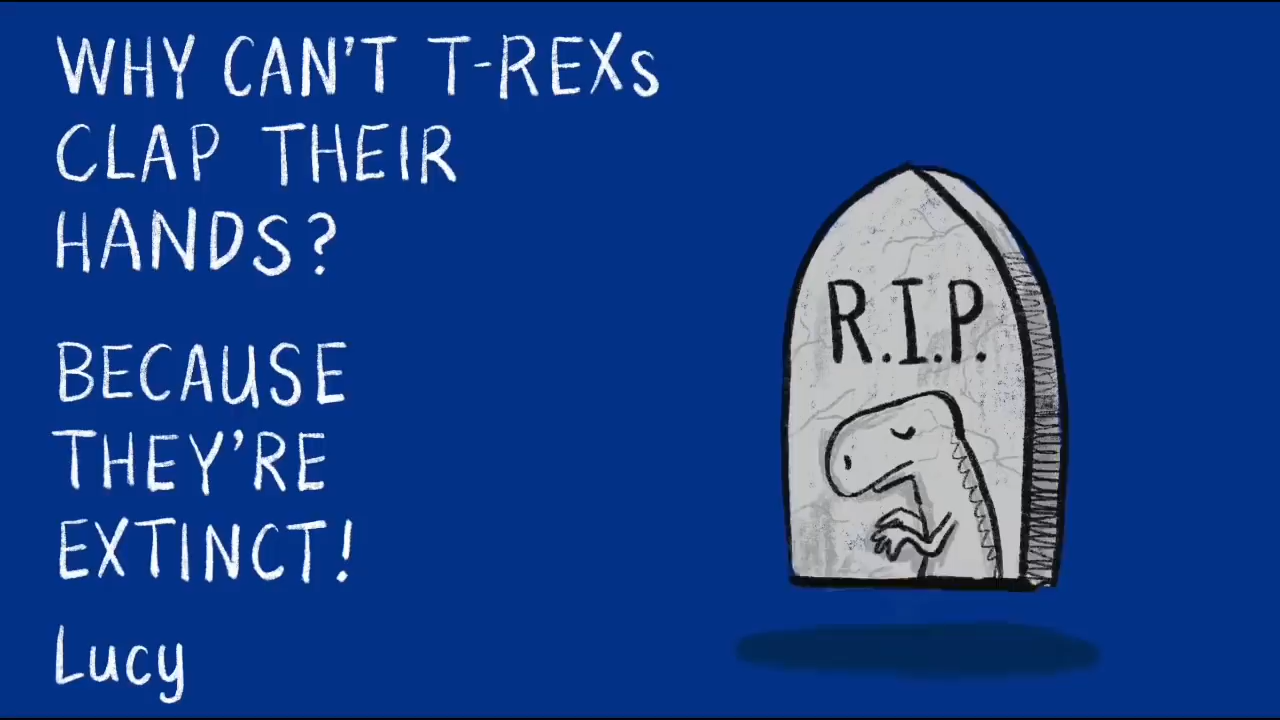 WHY CAN'T T-REXs
CLAP THEIR
HANDS?
BECAUSE
THEY'RE
EXTINCT!
Lucy
R.I.P.